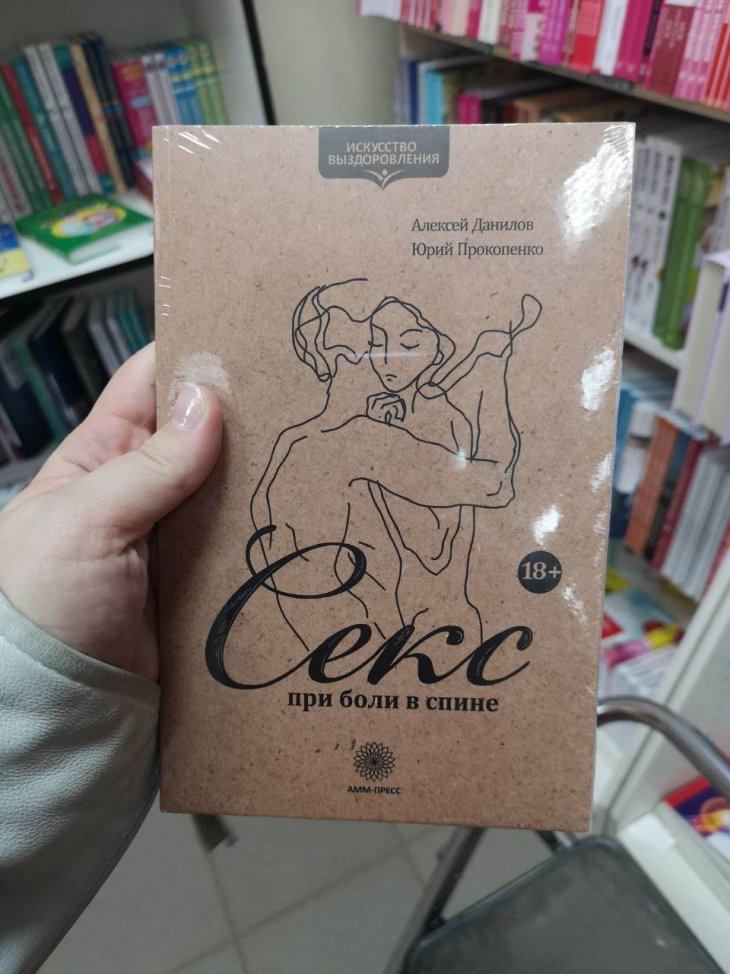 ИСКУССТВО
ВЫЗДОРОВЛЕНИЯ
Алексей Данилов
Юрий Прокопенко
18+
Секс
при боли в спине
АММ-ПРЕСС